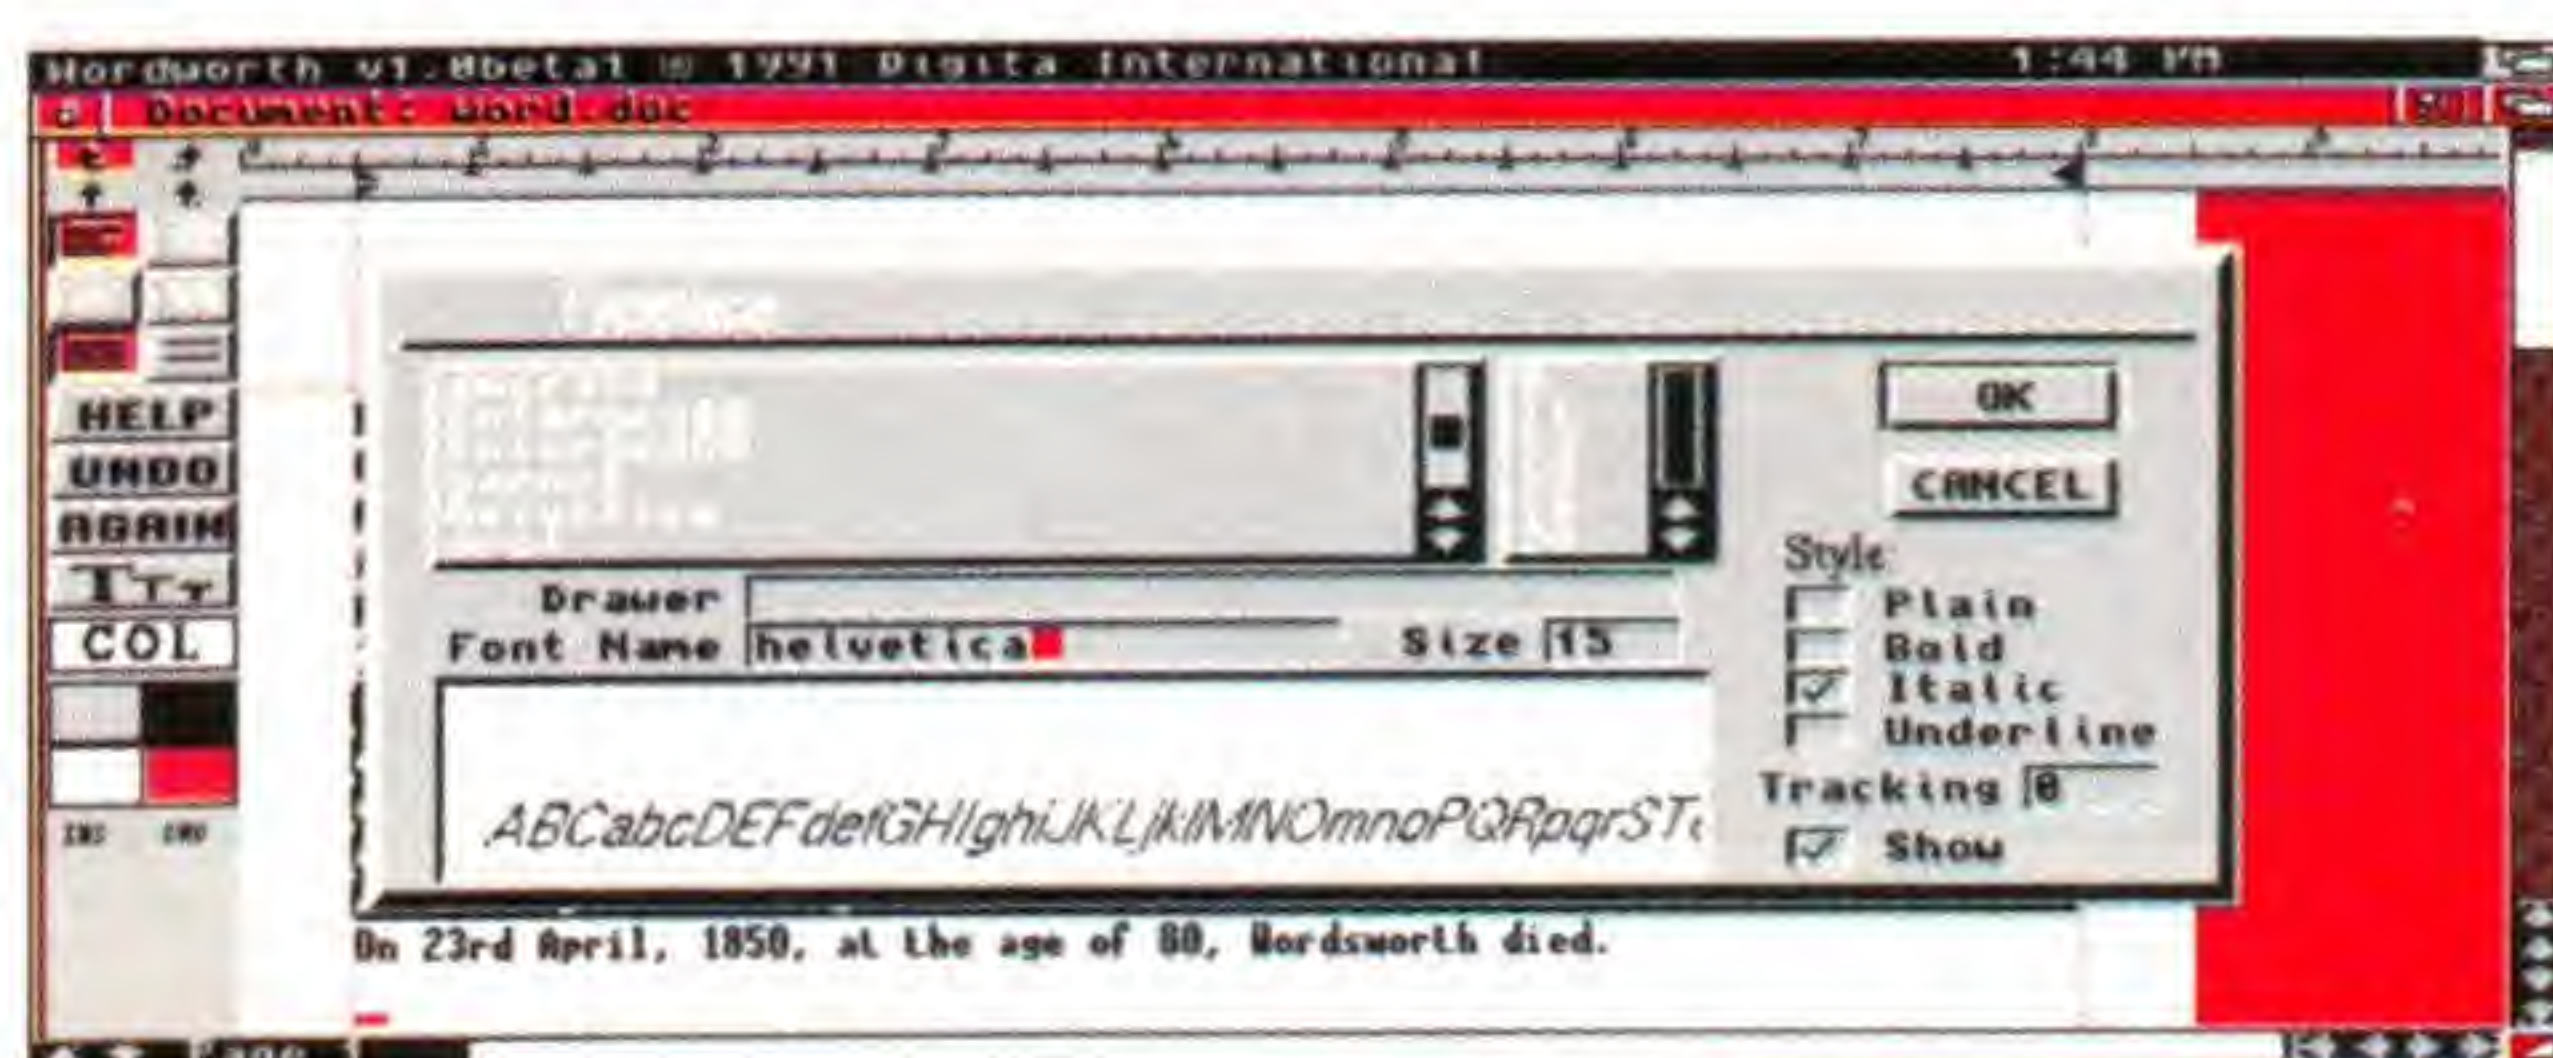 Wordworth v1.0beta1 © 1991 Digita International 1:44 PM
Document: word.doc
HELP
UNDO
AGAIN
TTT
COL
OK
CANCEL
Style
Drawer
Font Name helvetica
Size 15
Plain
Bold
Italic
Underline
Tracking 0
Show
ABCabcDEFdefGHIghiJKLjklMNOmnoPQRpqrST
On 23rd April, 1850, at the age of 80, Wordsworth died.
Page